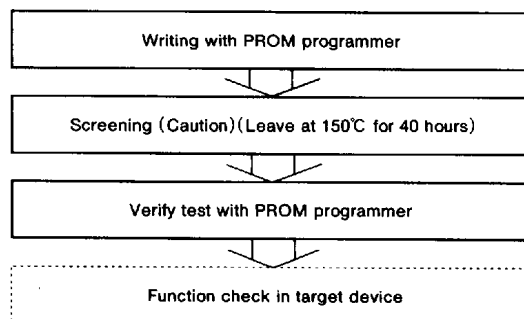 Writing with PROM programmer
Screening (Caution) (Leave at 150℃ for 40 hours)
Verify test with PROM programmer
Function check in target device